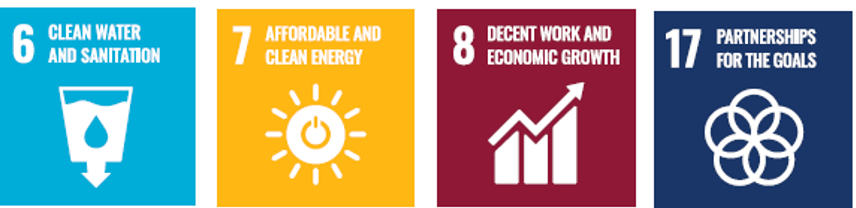 6 CLEAN WATER
AND SANITATION
7 AFFORDABLE AND
CLEAN ENERGY
8 DECENT WORK AND
ECONOMIC GROWTH
17 PARTNERSHIPS
FOR THE GOALS